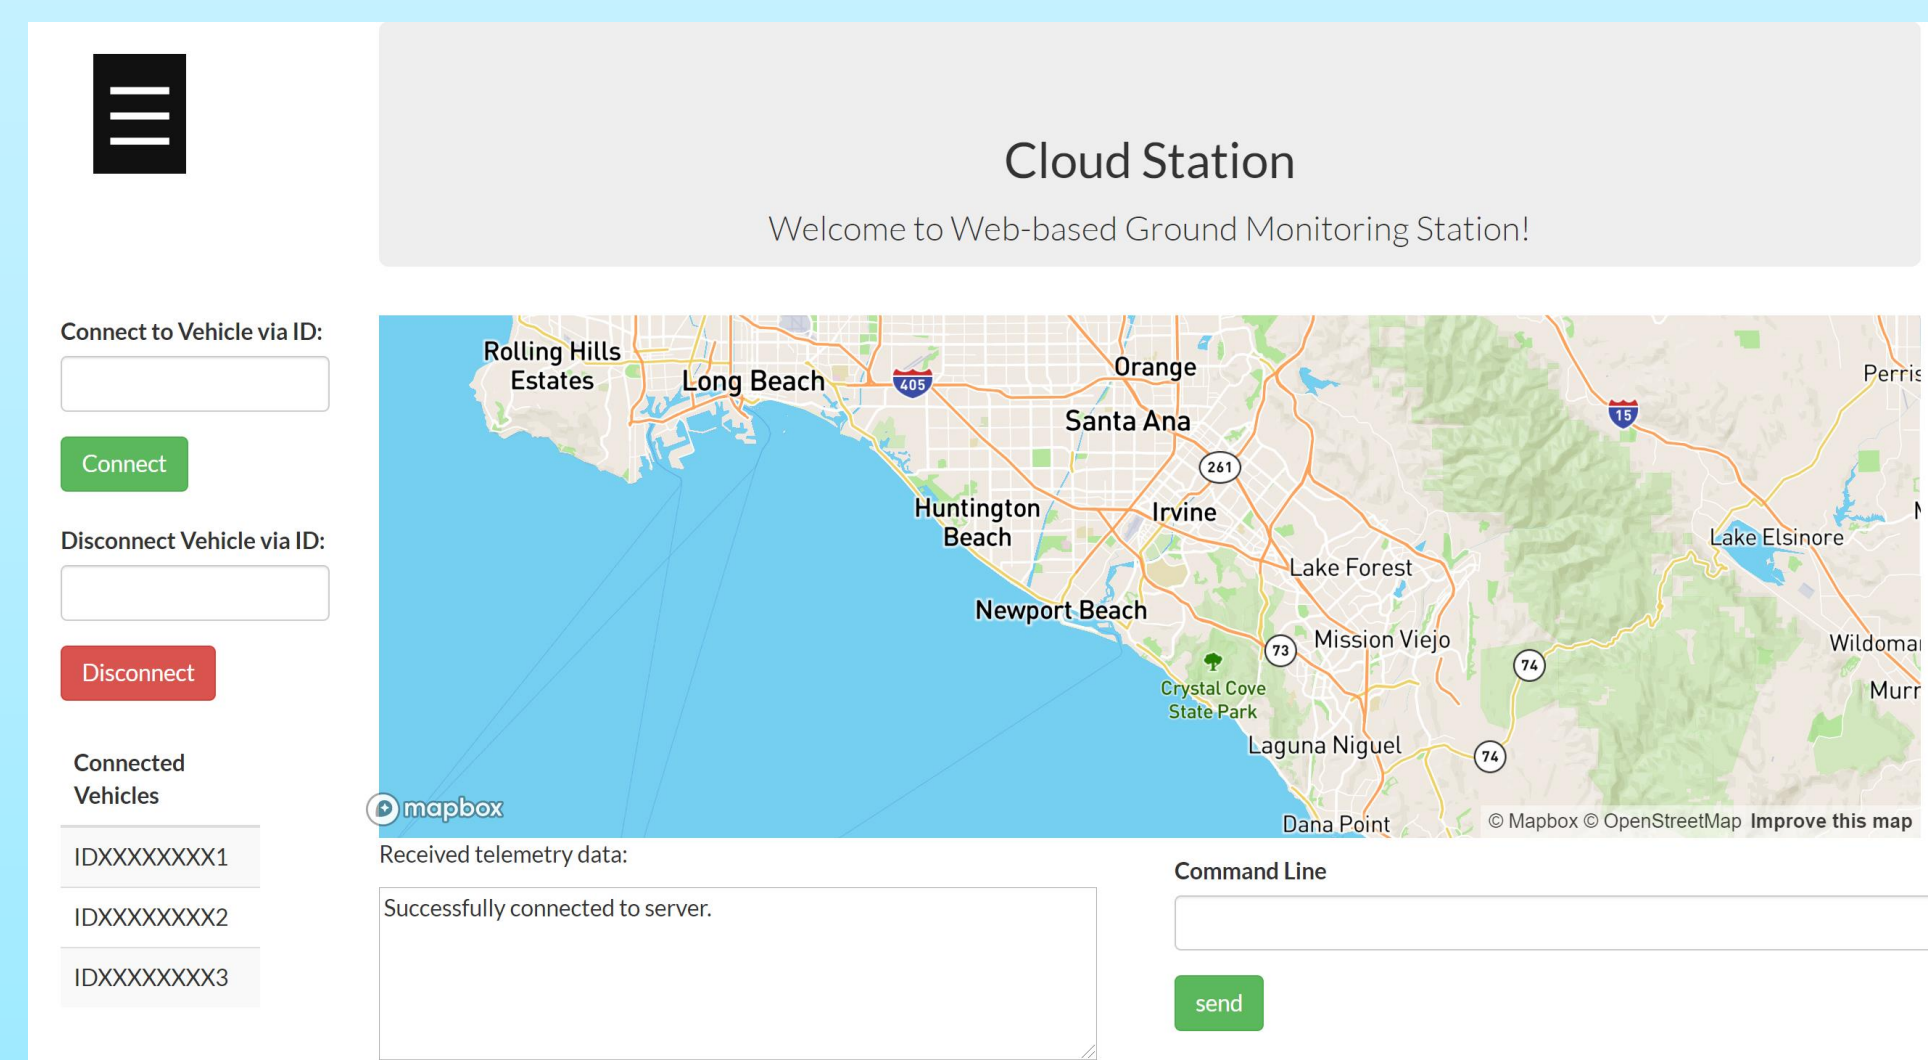 Cloud Station
Welcome to Web-based Ground Monitoring Station!
Connect to Vehicle via ID:
Connect
Disconnect Vehicle via ID:
Disconnect
Connected
Vehicles
IDXXXXXXXX1
IDXXXXXXXX2
IDXXXXXXXX3
Rolling Hills
Estates
Long Beach
405
Orange
Perris
15
Santa Ana
261
Huntington
Beach
Irvine
Lake Elsinore
Lake Forest
Newport Beach
Mission Viejo
73
74
Crystal Cove
State Park
Laguna Niguel
74
Dana Point
mapbox
© Mapbox © OpenStreetMap Improve this map
Received telemetry data:
Successfully connected to server.
Command Line
send